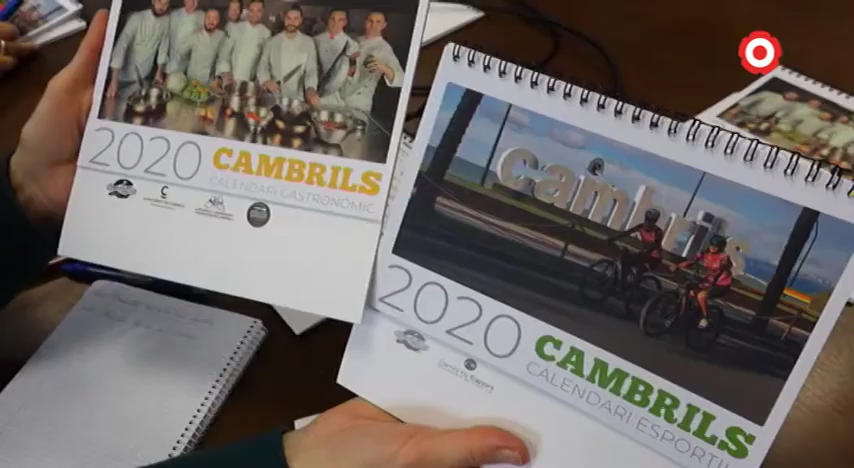 2020 CAMBRILS
CALENDARI GASTRONÒMIC
cambrils
2020 CAMBRILS
CALENDARI ESPORTIU